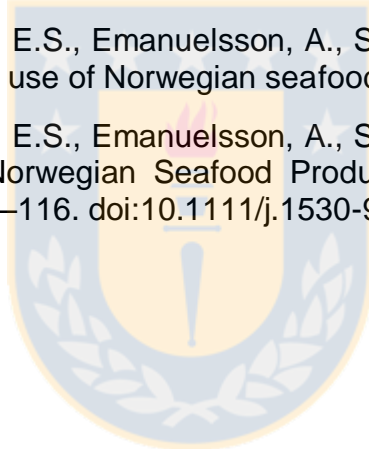 E.S., Emanuelsson, A., S
use of Norwegian seafood
E.S., Emanuelsson, A., S
Norwegian Seafood Produ
–116. doi:10.1111/j.1530-9